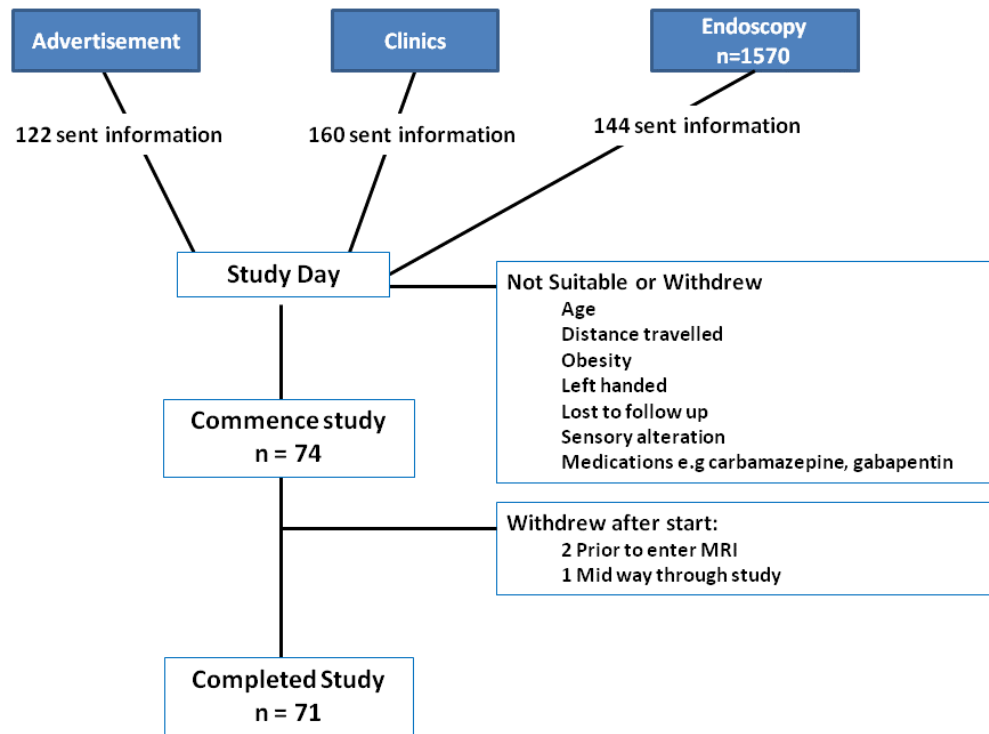 Advertisement
Clinics
Endoscopy
n=1570
122 sent information
160 sent information
144 sent information
Study Day
Not Suitable or Withdrew
Age
Distance travelled
Obesity
Left handed
Lost to follow up
Sensory alteration
Medications e.g carbamazepine, gabapentin
Commence study
n = 74
Withdrew after start:
2 Prior to enter MRI
1 Mid way through study
Completed Study
n = 71